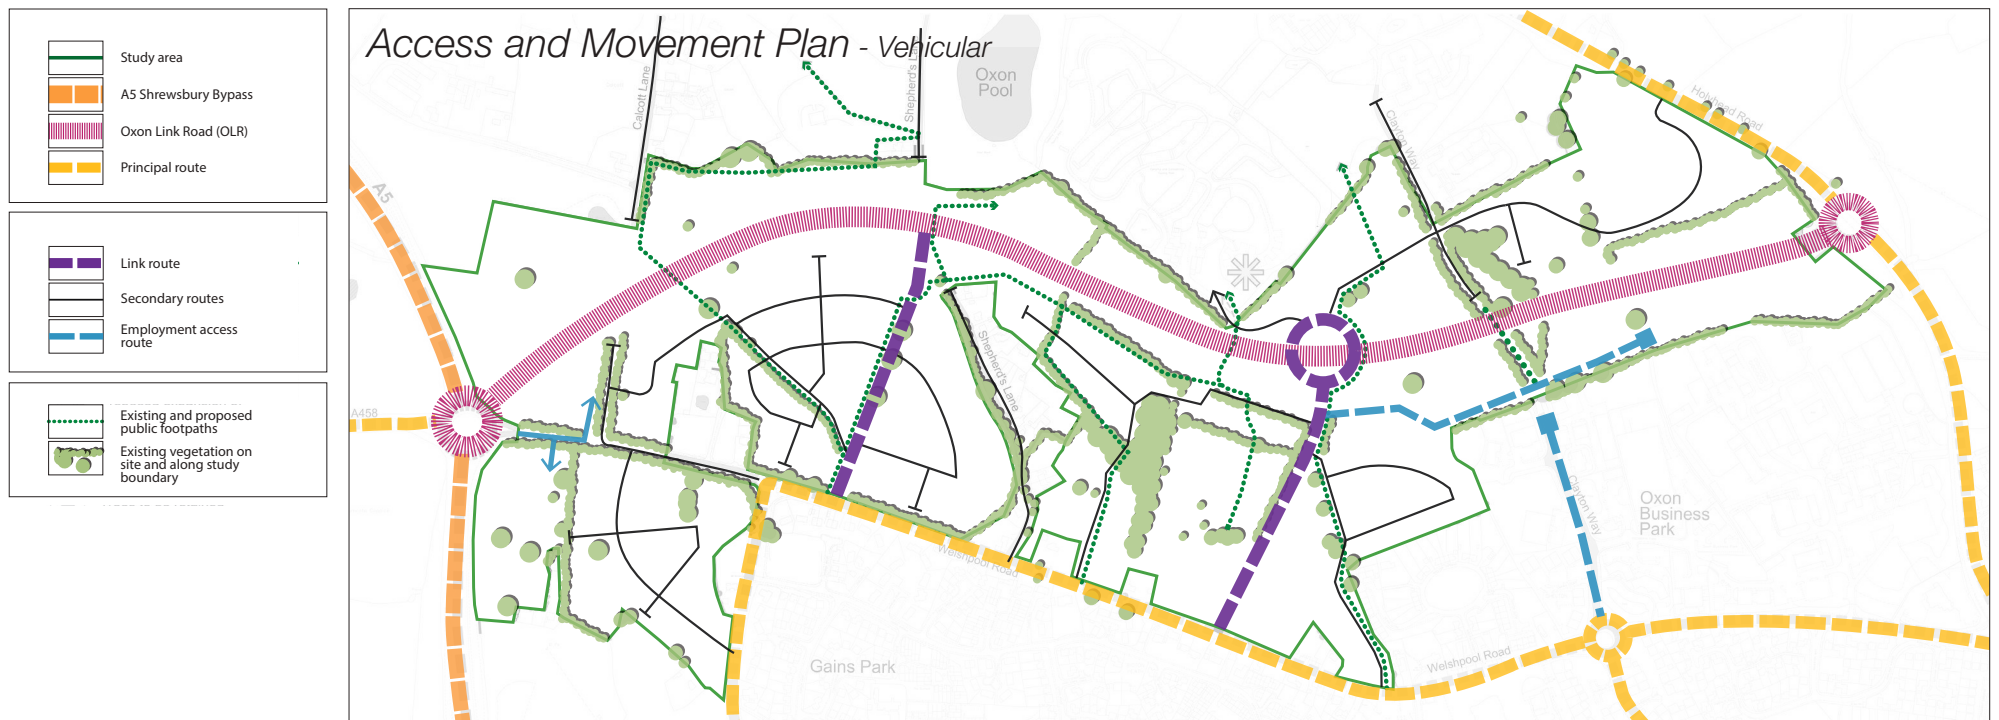 Study area
A5 Shrewsbury Bypass
Oxon Link Road (OLR)
Principal route
Link route
Secondary routes
Employment access
route
Existing and proposed
public footpaths
Existing vegetation on
site and along study
boundary
Access and Movement Plan - Vehicular
Oxon
Pool
Calcott Lane
Shepherd's La
Clayton Way
Holyhead Road
A5
A458
Shepherd's Lane
Welshpool Road
Gains Park
Welshpool Road
Clayton Way
Oxon
Business
Park